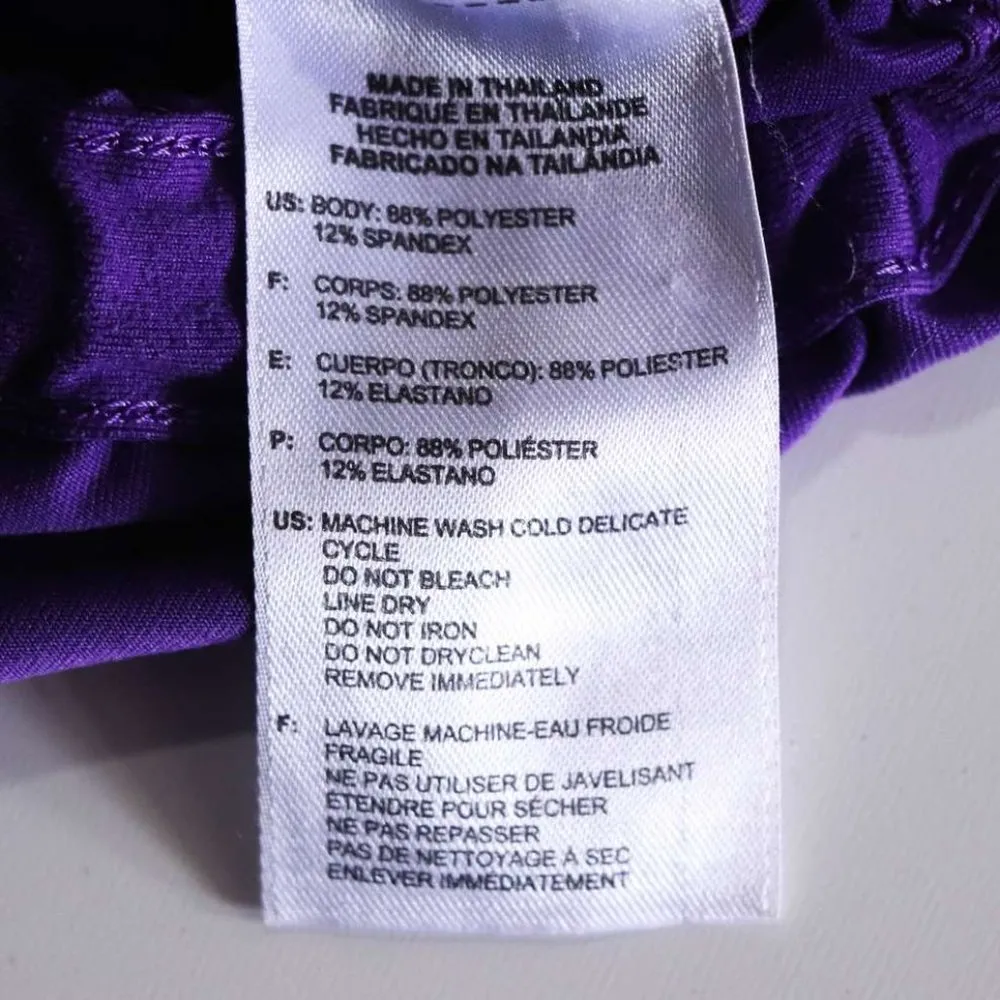 MADE IN THAILAND
FABRIQUÉ EN THAÏLANDE
HECHO EN TAILANDIA
FABRICADO NA TAILÂNDIA
US: BODY: 88% POLYESTER
12% SPANDEX
F: CORPS: 88% POLYESTER
12% SPANDEX
E: CUERPO (TRONCO): 88% POLIESTER
12% ELASTANO
P: CORPO: 88% POLIÉSTER
12% ELASTANO
US: MACHINE WASH COLD DELICATE
CYCLE
DO NOT BLEACH
LINE DRY
DO NOT IRON
DO NOT DRYCLEAN
REMOVE IMMEDIATELY
F: LAVAGE MACHINE-EAU FROIDE
FRAGILE
NE PAS UTILISER DE JAVELISANT
ETENDRE POUR SÉCHER
NE PAS REPASSER
PAS DE NETTOYAGE À SEC
ENLEVER IMMÉDIATEMENT